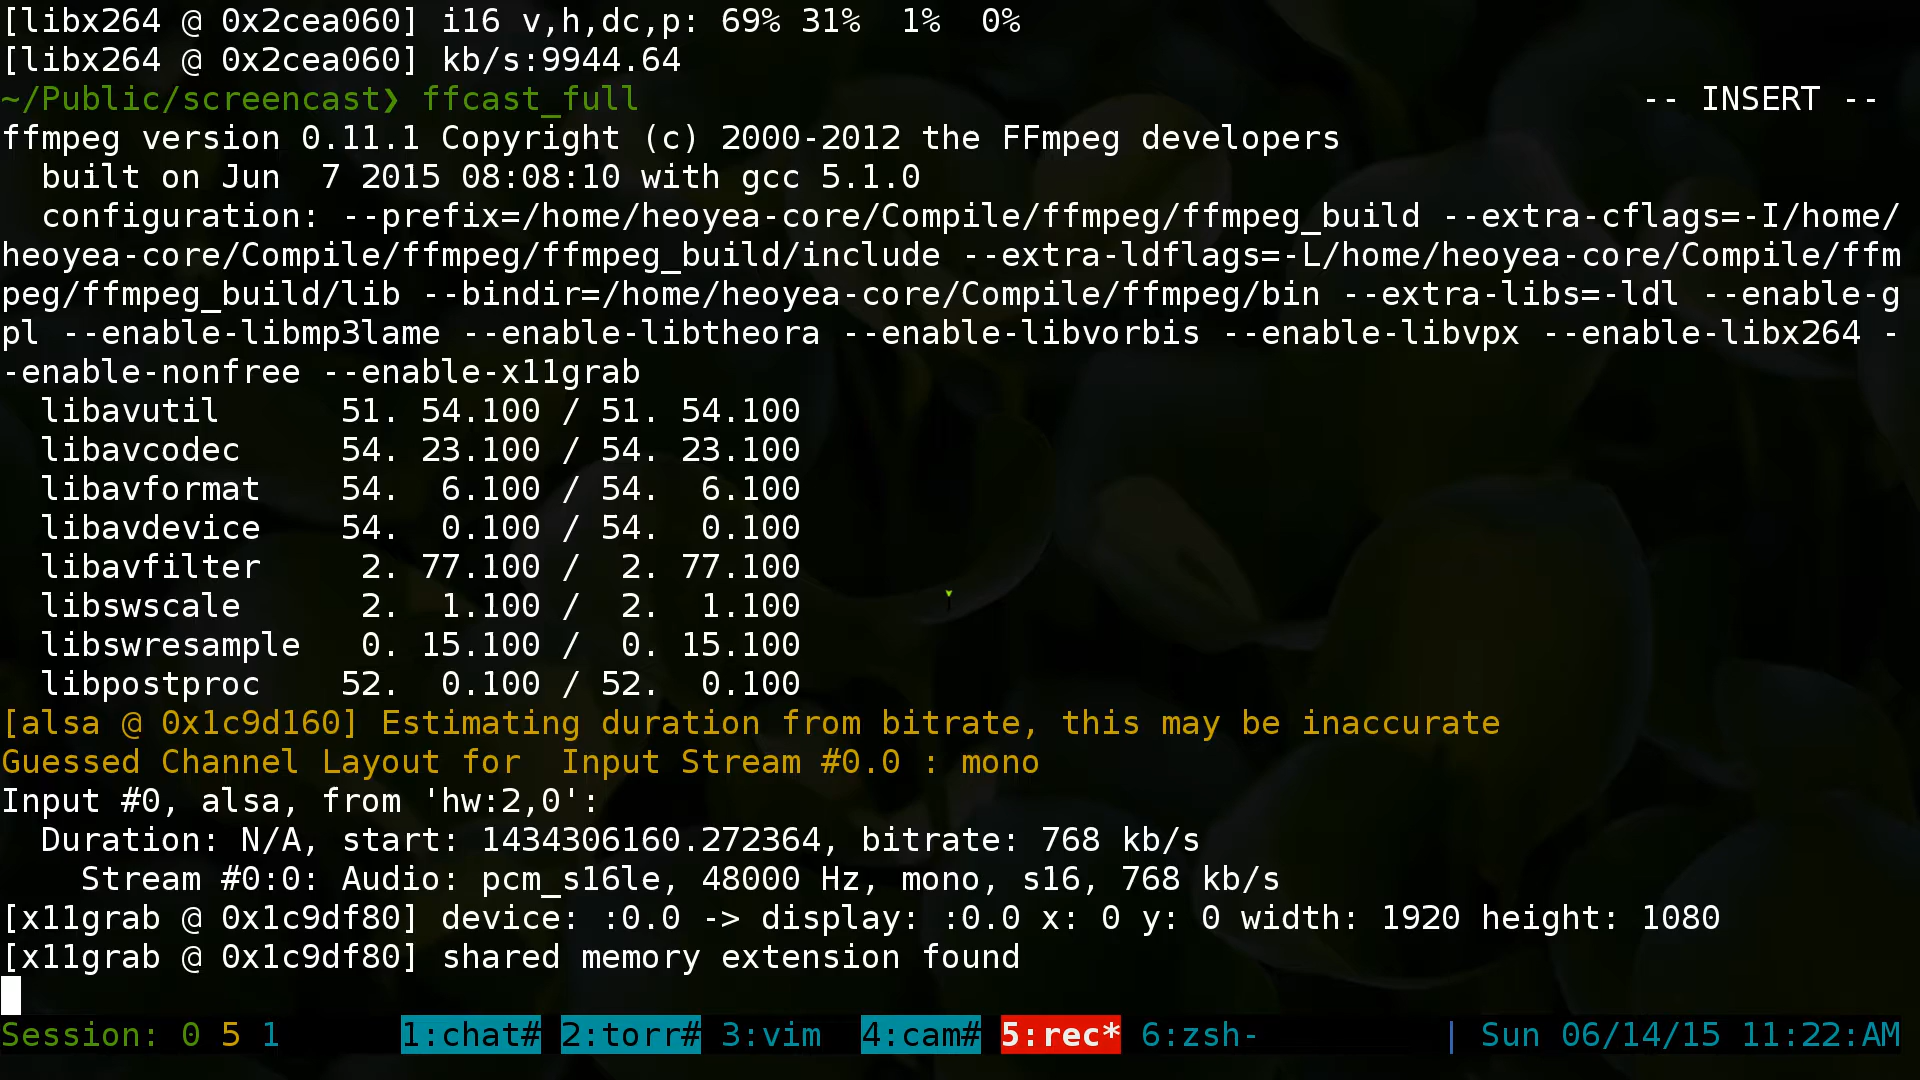 [libx264 @ 0x2cea060] i16 v,h,dc,p: 69% 31%  1%  0%
[libx264 @ 0x2cea060] kb/s:9944.64
~/Public/screencast❯ ffcast_full -- INSERT --
ffmpeg version 0.11.1 Copyright (c) 2000-2012 the FFmpeg developers
  built on Jun  7 2015 08:08:10 with gcc 5.1.0
  configuration: --prefix=/home/heoyea-core/Compile/ffmpeg/ffmpeg_build --extra-cflags=-I/home/
heoyea-core/Compile/ffmpeg/ffmpeg_build/include --extra-ldflags=-L/home/heoyea-core/Compile/ffm
peg/ffmpeg_build/lib --bindir=/home/heoyea-core/Compile/ffmpeg/bin --extra-libs=-ldl --enable-g
pl --enable-libmp3lame --enable-libtheora --enable-libvorbis --enable-libvpx --enable-libx264 -
-enable-nonfree --enable-x11grab
  libavutil      51. 54.100 / 51. 54.100
  libavcodec     54. 23.100 / 54. 23.100
  libavformat    54.  6.100 / 54.  6.100
  libavdevice    54.  0.100 / 54.  0.100
  libavfilter     2. 77.100 /  2. 77.100
  libswscale      2.  1.100 /  2.  1.100
  libswresample   0. 15.100 /  0. 15.100
  libpostproc    52.  0.100 / 52.  0.100
[alsa @ 0x1c9d160] Estimating duration from bitrate, this may be inaccurate
Guessed Channel Layout for  Input Stream #0.0 : mono
Input #0, alsa, from 'hw:2,0':
  Duration: N/A, start: 1434306160.272364, bitrate: 768 kb/s
    Stream #0:0: Audio: pcm_s16le, 48000 Hz, mono, s16, 768 kb/s
[x11grab @ 0x1c9df80] device: :0.0 -> display: :0.0 x: 0 y: 0 width: 1920 height: 1080
[x11grab @ 0x1c9df80] shared memory extension found
Session: 0 5 1 1:chat# 2:torr# 3:vim 4:cam# 5:rec* 6:zsh- | Sun 06/14/15 11:22:AM